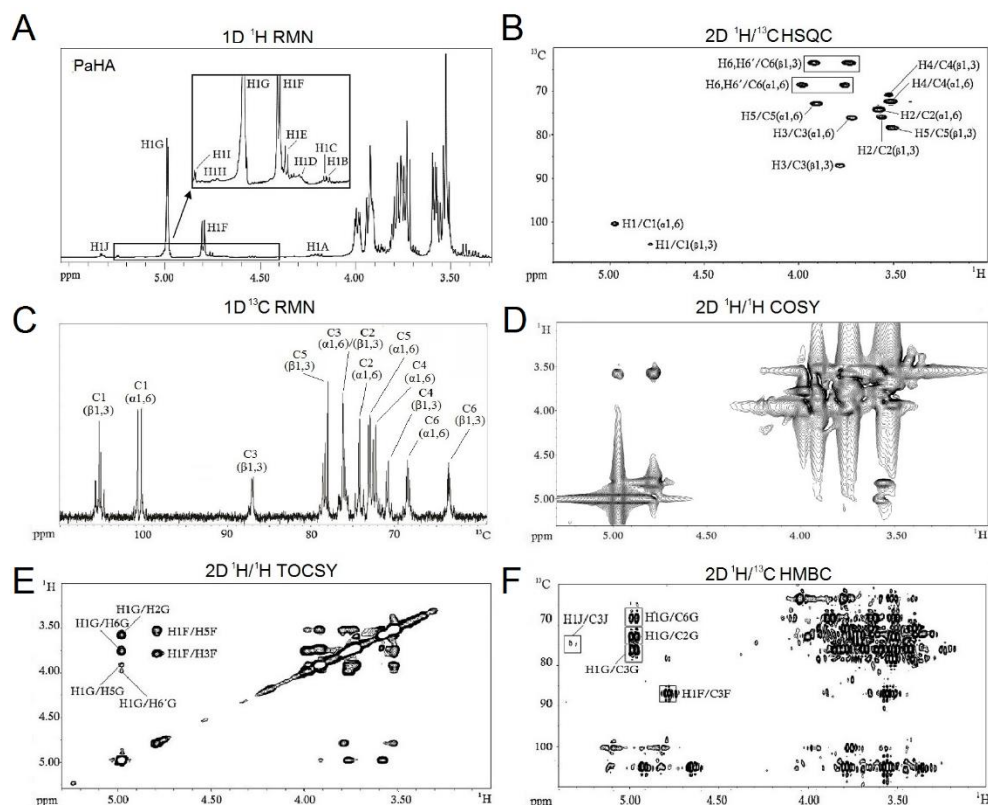 A
1D ¹H RMN
PaHA
H1G
H1F
H1E
H1I
H1H
H1D
H1C
H1B
H1G
H1F
H1J
H1A
ppm 5.00 4.50 4.00 3.50
B
2D ¹H/¹³C HSQC
¹³C
H6,H6′/C6(β1,3)
H4/C4(β1,3)
H4/C4(α1,6)
H6,H6′/C6(α1,6)
H5/C5(α1,6)
H2/C2(α1,6)
H3/C3(α1,6)
H5/C5(β1,3)
H2/C2(β1,3)
H3/C3(β1,3)
H1/C1(α1,6)
H1/C1(β1,3)
70
80
90
100
ppm 5.00 4.50 4.00 3.50 ¹H
C
1D ¹³C RMN
C1
(β1,3)
C1
(α1,6)
C3
(β1,3)
C5
(β1,3)
C3 C2
(α1,6)/(β1,3)
C2
(α1,6)
C5
(α1,6)
C4
(α1,6)
C4
(β1,3)
C6
(α1,6)
C6
(β1,3)
ppm 100 90 80 70 ¹³C
D
2D ¹H/¹H COSY
¹H
3.50
4.00
4.50
5.00
ppm 5.00 4.50 4.00 3.50 ¹H
E
2D ¹H/¹H TOCSY
¹H
H1G/H2G
H1G/H6G
H1F/H5F
H1F/H3F
H1G/H5G
H1G/H6′G
3.50
4.00
4.50
5.00
ppm 5.00 4.50 4.00 3.50 ¹H
F
2D ¹H/¹³C HMBC
¹³C
H1J/C3J
H1G/C6G
H1G/C2G
H1G/C3G
H1F/C3F
70
80
90
100
ppm 5.00 4.50 4.00 3.50 ¹H